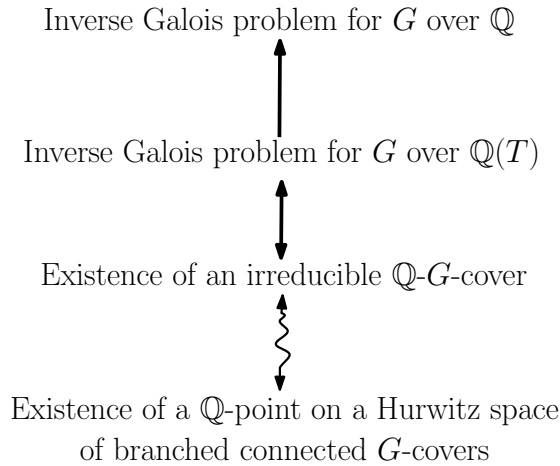 Inverse Galois problem for G over ℚ
Inverse Galois problem for G over ℚ(T)
Existence of an irreducible ℚ-G-cover
Existence of a ℚ-point on a Hurwitz space
of branched connected G-covers